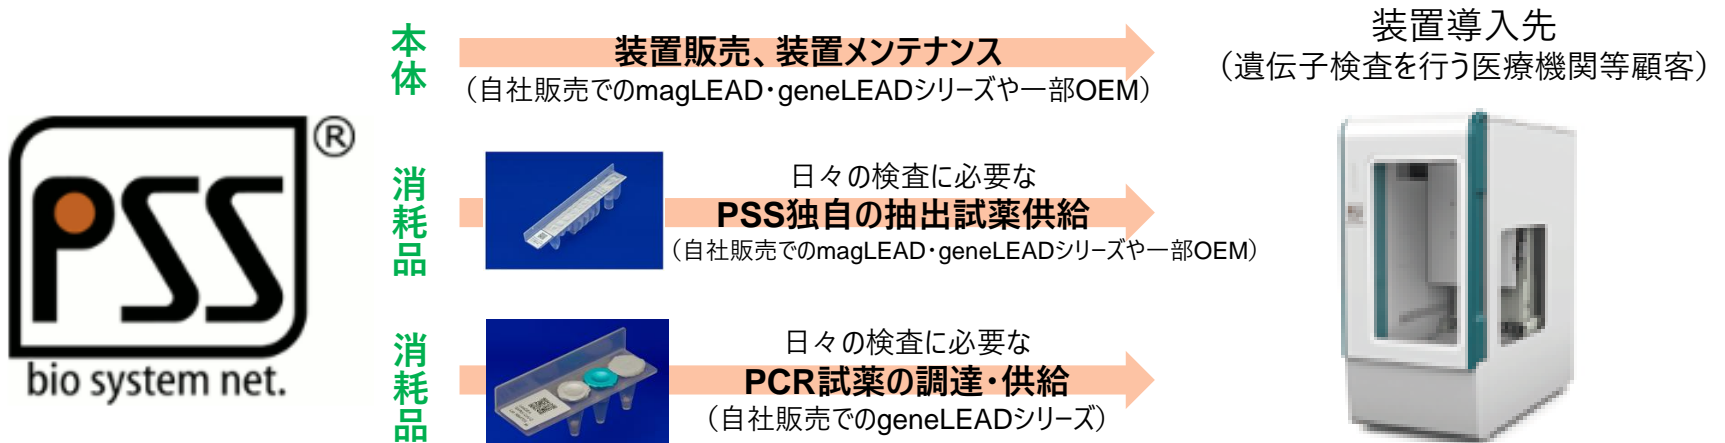 PSS®
bio system net.
本体
装置販売、装置メンテナンス
（自社販売でのmagLEAD・geneLEADシリーズや一部OEM）
消耗品
日々の検査に必要な
PSS独自の抽出試薬供給
（自社販売でのmagLEAD・geneLEADシリーズや一部OEM）
消耗品
日々の検査に必要な
PCR試薬の調達・供給
（自社販売でのgeneLEADシリーズ）
装置導入先
（遺伝子検査を行う医療機関等顧客）